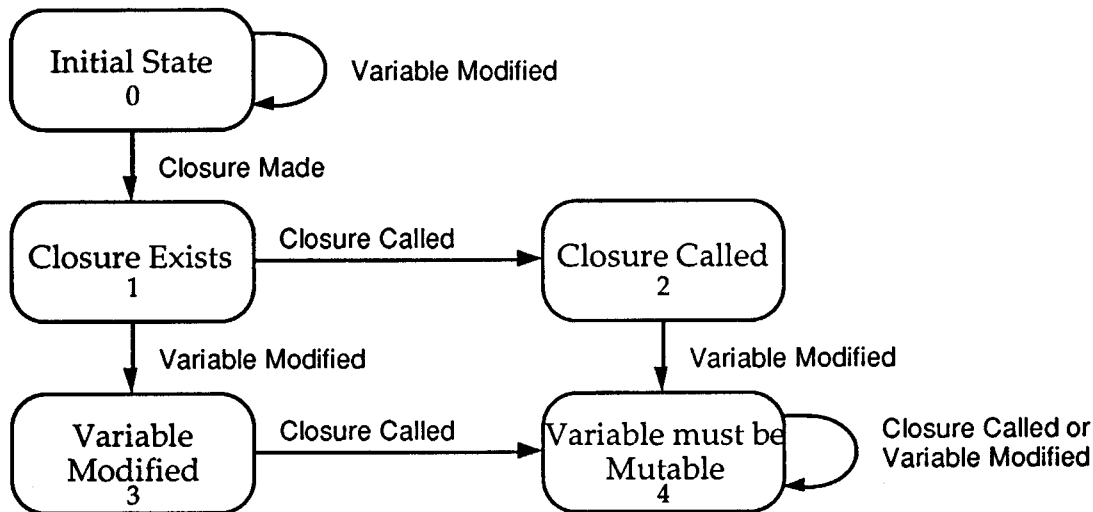 Initial State
0
Variable Modified
Closure Made
Closure Exists
1
Closure Called
Closure Called
2
Variable Modified
Variable Modified
Variable
Modified
3
Closure Called
Variable must be
Mutable
4
Closure Called or
Variable Modified